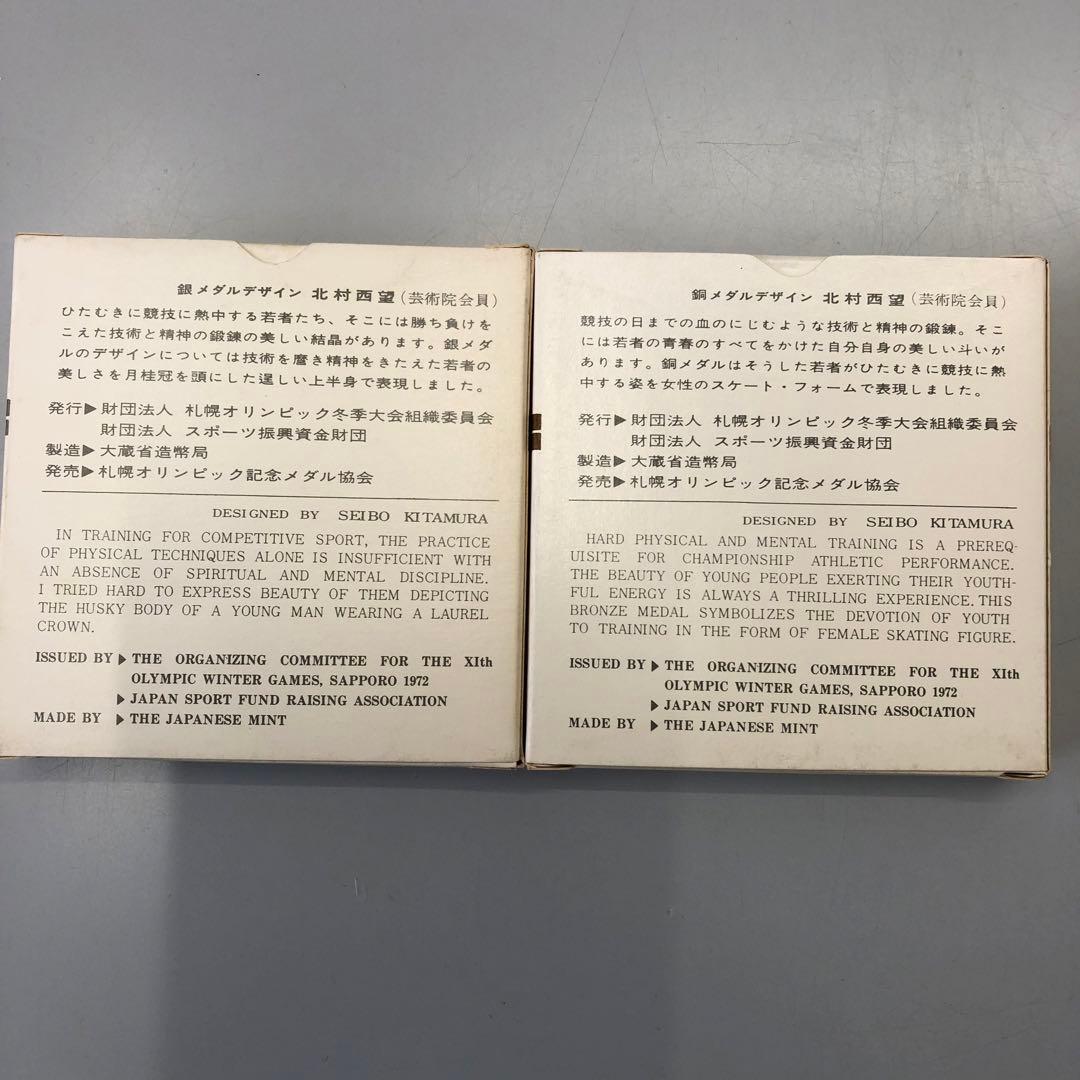 銀メダルデザイン 北村西望(芸術院会員)
ひたむきに競技に熱中する若者たち、そこには勝ち負けを
こえた技術と精神の鍛錬の美しい結晶があります。銀メダ
ルのデザインについては技術を磨き精神をきたえた若者の
美しさを月桂冠を頭にした逞しい上半身で表現しました。
発行▶財団法人 札幌オリンピック冬季大会組織委員会
財団法人 スポーツ振興資金財団
製造▶大蔵省造幣局
発売▶札幌オリンピック記念メダル協会
DESIGNED BY SEIBO KITAMURA
IN TRAINING FOR COMPETITIVE SPORT, THE PRACTICE
OF PHYSICAL TECHNIQUES ALONE IS INSUFFICIENT WITH
AN ABSENCE OF SPIRITUAL AND MENTAL DISCIPLINE.
I TRIED HARD TO EXPRESS BEAUTY OF THEM DEPICTING
THE HUSKY BODY OF A YOUNG MAN WEARING A LAUREL
CROWN.
ISSUED BY ▶ THE ORGANIZING COMMITTEE FOR THE XIth
OLYMPIC WINTER GAMES, SAPPORO 1972
▶ JAPAN SPORT FUND RAISING ASSOCIATION
MADE BY ▶ THE JAPANESE MINT
銅メダルデザイン 北村西望(芸術院会員)
競技の日までの血のにじむような技術と精神の鍛錬。そこ
には若者の青春のすべてをかけた自分自身の美しい斗いが
あります。銅メダルはそうした若者がひたむきに競技に熱
中する姿を女性のスケート・フォームで表現しました。
発行▶財団法人 札幌オリンピック冬季大会組織委員会
財団法人 スポーツ振興資金財団
製造▶大蔵省造幣局
発売▶札幌オリンピック記念メダル協会
DESIGNED BY SEIBO KITAMURA
HARD PHYSICAL AND MENTAL TRAINING IS A PREREQ-
UISITE FOR CHAMPIONSHIP ATHLETIC PERFORMANCE.
THE BEAUTY OF YOUNG PEOPLE EXERTING THEIR YOUTH-
FUL ENERGY IS ALWAYS A THRILLING EXPERIENCE. THIS
BRONZE MEDAL SYMBOLIZES THE DEVOTION OF YOUTH
TO TRAINING IN THE FORM OF FEMALE SKATING FIGURE.
ISSUED BY ▶ THE ORGANIZING COMMITTEE FOR THE XIth
OLYMPIC WINTER GAMES, SAPPORO 1972
▶ JAPAN SPORT FUND RAISING ASSOCIATION
MADE BY ▶ THE JAPANESE MINT